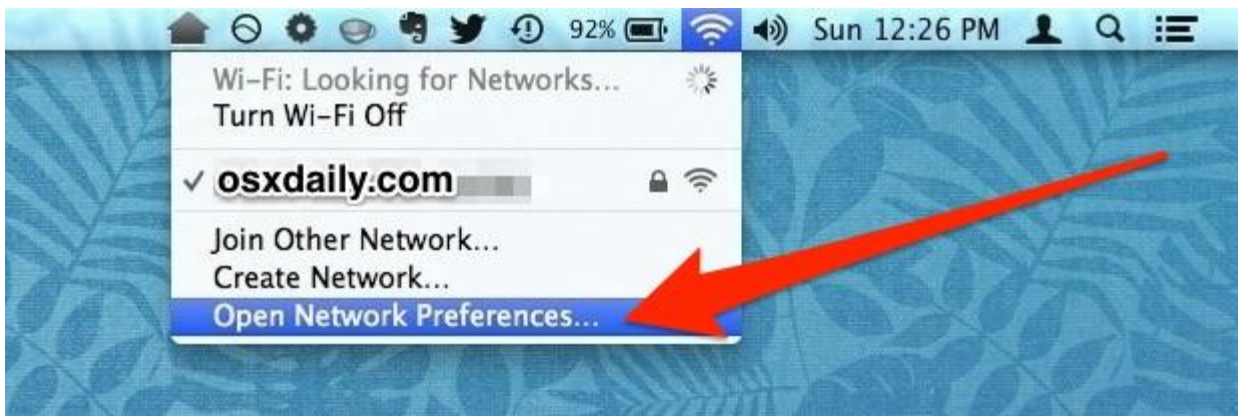 92%
Sun 12:26 PM
Wi-Fi: Looking for Networks...
Turn Wi-Fi Off
osxdaily.com
Join Other Network...
Create Network...
Open Network Preferences...